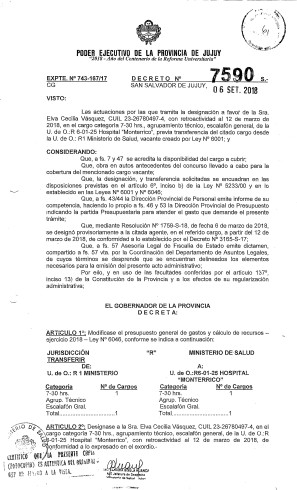 PODER EJECUTIVO DE LA PROVINCIA DE JUJUY
"2018 - Año del Centenario de la Reforma Universitaria"
EXPTE. Nº 743-187/17
DECRETO Nº 7590 S.-
CG
SAN SALVADOR DE JUJUY,
06 SET. 2018
VISTO:
Las actuaciones por las que tramita la designación a favor de la Sra.
Elva Cecilia Vásquez, CUIL 23-26780497-4, con retroactividad al 12 de marzo
de 2018, en el cargo categoría 7-30 hrs., agrupamiento técnico, escalafón general, de la
U. de O.:R 6-01-25 Hospital "Monterrico", previa transferencia del citado cargo desde
la U. de O.: R1 Ministerio de Salud, vacante creado por Ley Nº 6001; y
CONSIDERANDO:
Que, a fs. 7 y 47 se acredita la disponibilidad del cargo a cubrir;
Que, obra en autos antecedentes del concurso llevado a cabo para la
cobertura del mencionado cargo vacante;
Que, la designación y transferencia solicitadas se encuadran en las
disposiciones previstas en el artículo 6º, inciso b) de la Ley Nº 5233/00 y en lo
establecido en las Leyes Nº 6001 y Nº 6046;
Que, a fs. 43/44 la Dirección Provincial de Personal emite informe de su
competencia, haciendo lo propio a fs. 46 y 53 la Dirección Provincial de Presupuesto
indicando la partida Presupuestaria para atender el gasto que demande el presente
trámite;
Que, mediante Resolución Nº 1759-S-18, de fecha 6 de marzo de 2018, se
designó provisoriamente a la citada agente, en el referido cargo, a partir del 12 de
marzo de 2018, de conformidad a lo establecido por el Decreto Nº 3155-S-17;
Que, a fs. 57 Asesoría Legal de Fiscalía de Estado emite dictamen,
compartido a fs. 57 vta. por la Coordinación del Departamento de Asuntos Legales,
de cuyos términos se desprende que se encuentran delineados los elementos
necesarios para la emisión del presente acto administrativo;
Por ello, y en uso de las facultades conferidas por el artículo 137º,
inciso 13) de la Constitución de la Provincia y a los efectos de su regularización
administrativa;
EL GOBERNADOR DE LA PROVINCIA
DECRETA:
ARTICULO 1º: Modifícase el presupuesto general de gastos y cálculo de recursos –
ejercicio 2018 – Ley Nº 6046, conforme se indica a continuación:
JURISDICCIÓN "R" MINISTERIO DE SALUD
TRANSFERIR
DE: A:
U. de O.: R 1 MINISTERIO U. de O.:R6-01-25 HOSPITAL
"MONTERRICO"
Categoría Nº de Cargos Categoría Nº de Cargos
7-30 hrs. 1 7-30 hrs. 1
Agrup. Técnico Agrup. Técnico
Escalafón Gral. Escalafón Gral.
Total 1 Total 1
ARTICULO 2º: Desígnase a la Sra. Elva Cecilia Vásquez, CUIL 23-26780497-4, en el
cargo categoría 7-30 hrs., agrupamiento técnico, escalafón general, de la U. de O.:
R 6-01-25 Hospital "Monterrico", con retroactividad al 12 de marzo de 2018, de
conformidad a lo expresado en el exordio.
CERTIFICO QUE LA PRESENTE COPIA
ES AUTENTICA DEL ORIGINAL
A LA VISTA.